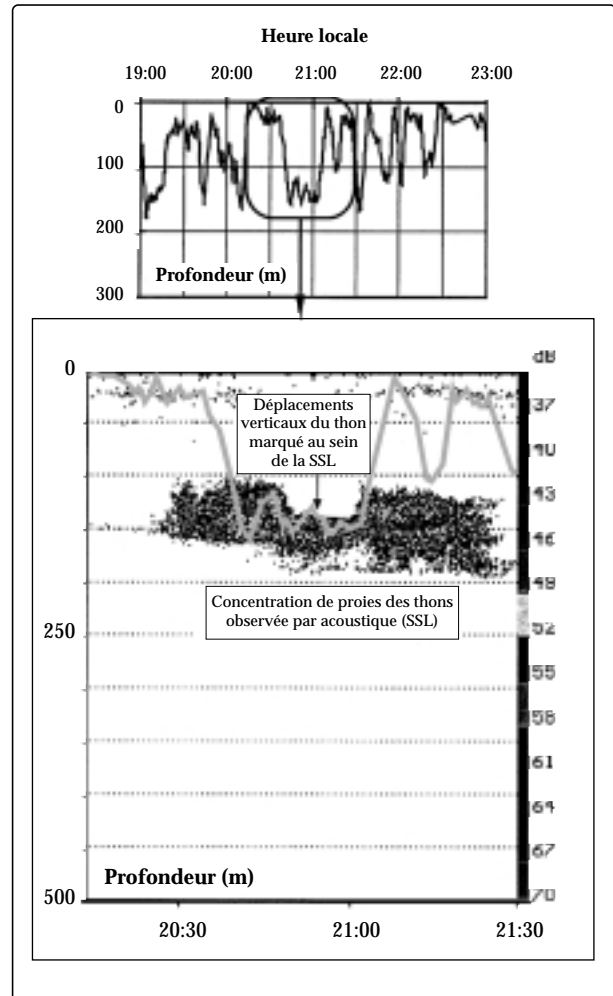 Heure locale
19:00 20:00 21:00 22:00 23:00
0
100
200
Profondeur (m)
300
dB
0
37
Déplacements
verticaux du thon
marqué au sein
de la SSL
40
43
46
49
Concentration de proies des thons
observée par acoustique (SSL)
52
250
55
58
61
64
67
Profondeur (m)
70
500
20:30 21:00 21:30